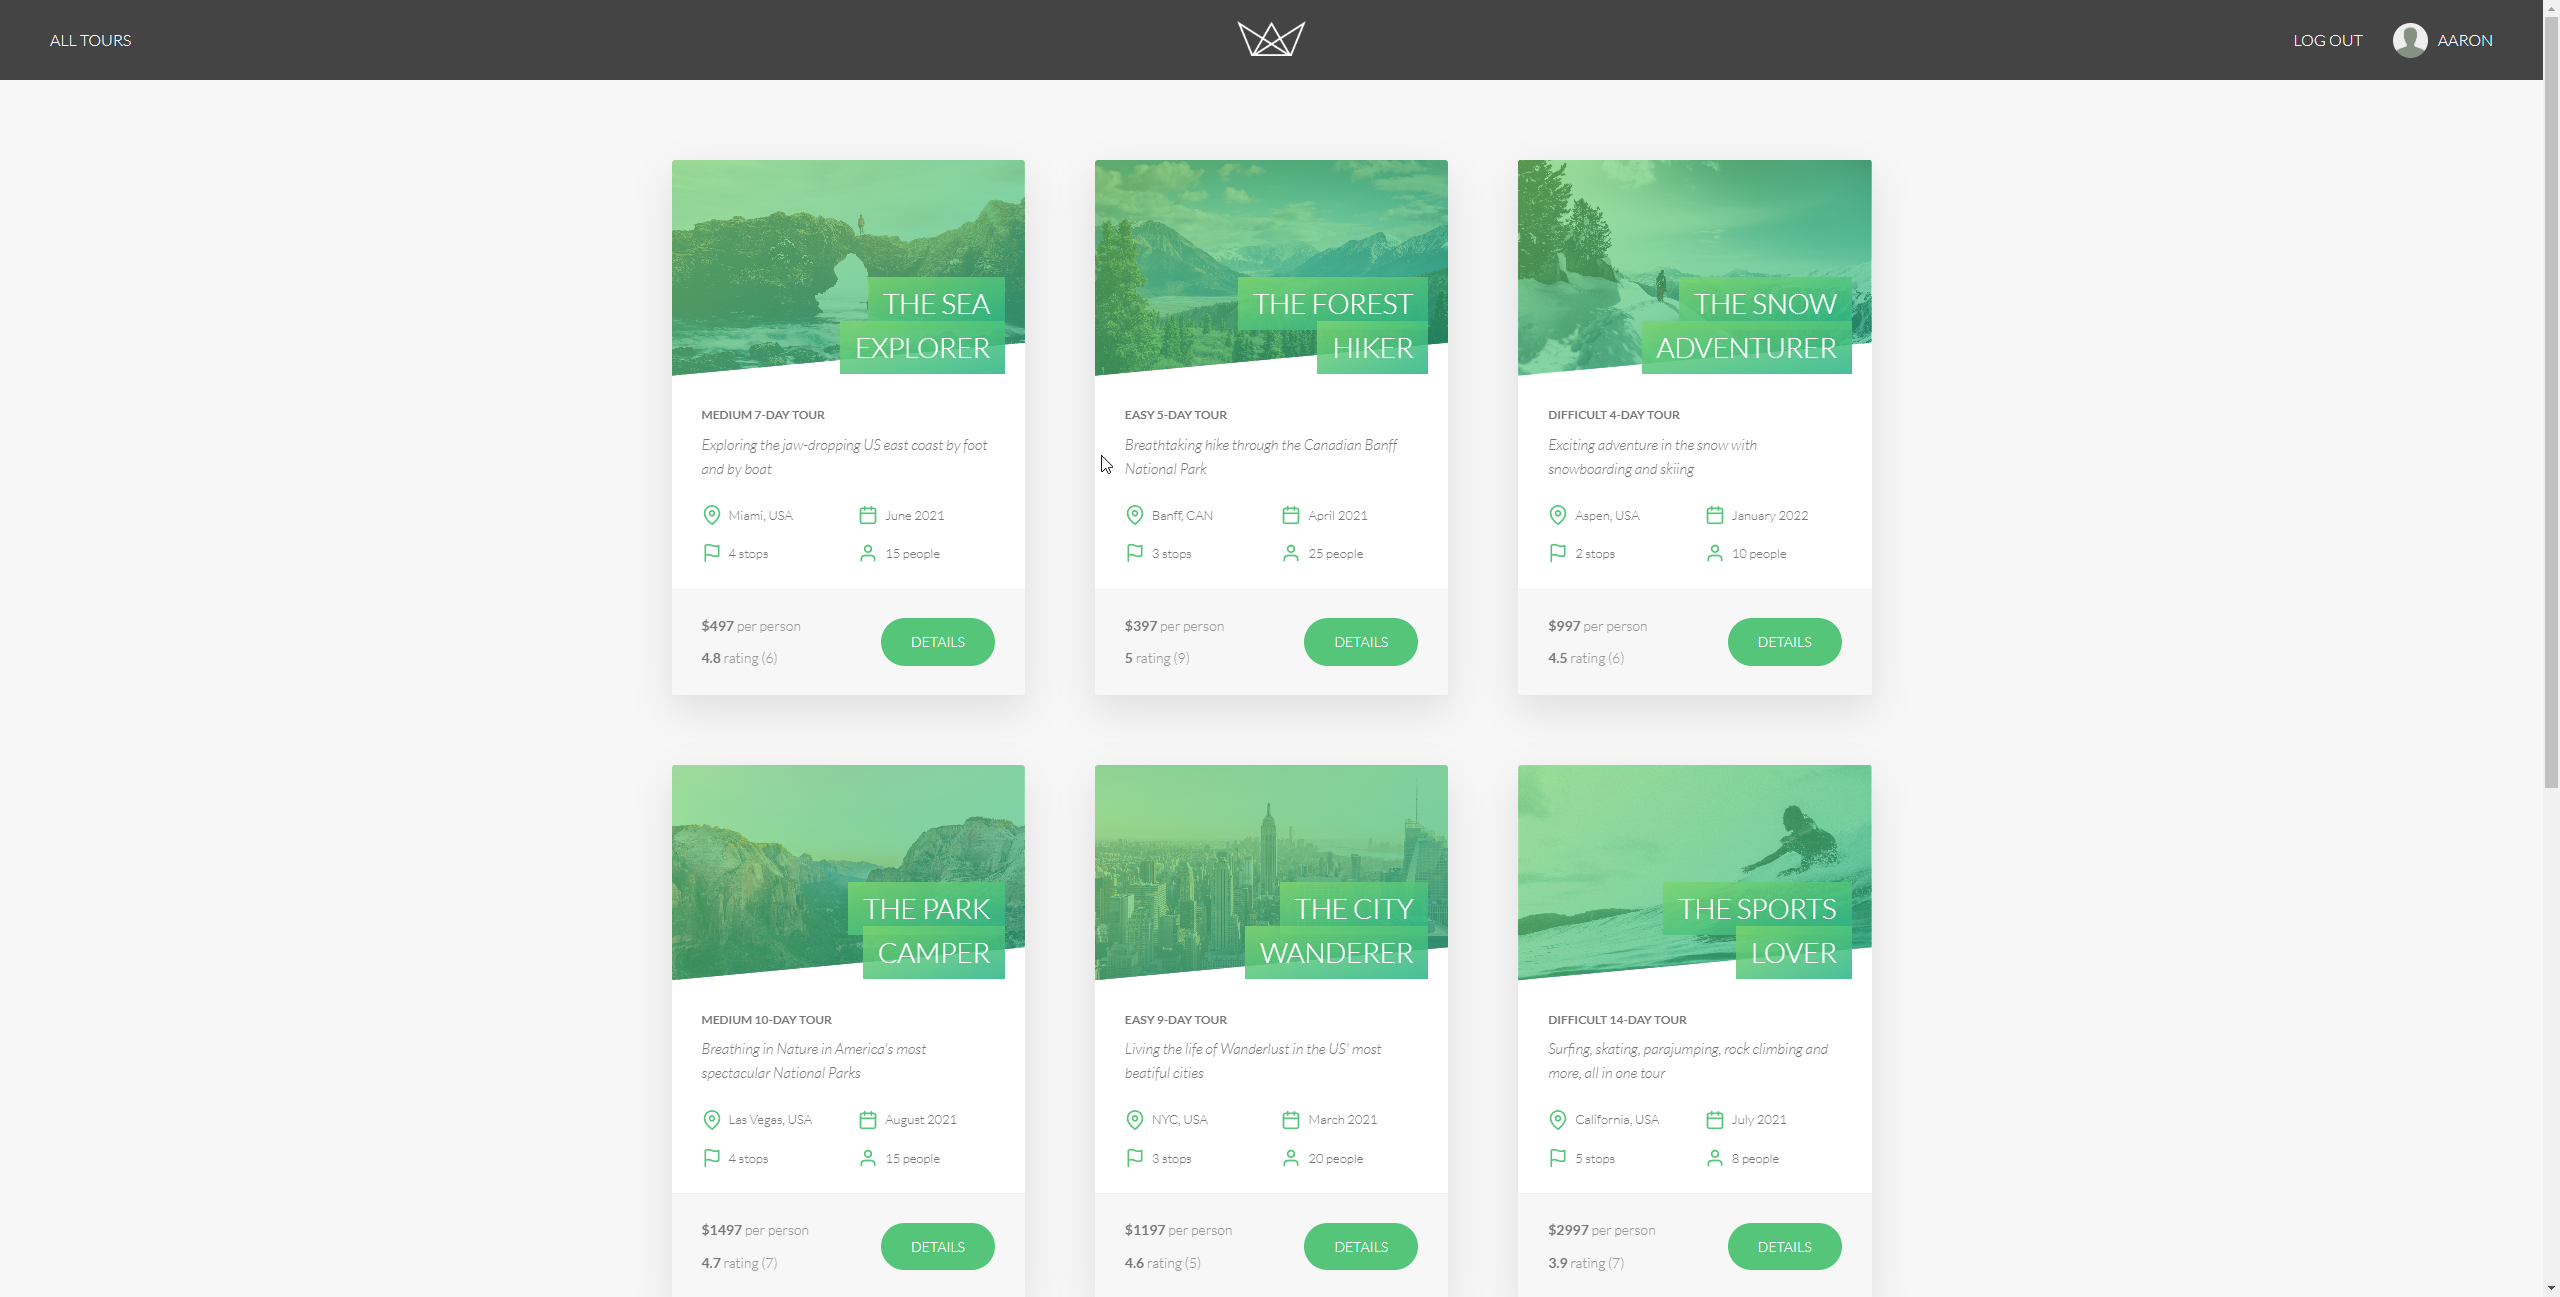 ALL TOURS
LOG OUT
AARON
THE SEA
EXPLORER
MEDIUM 7-DAY TOUR
Exploring the jaw-dropping US east coast by foot
and by boat
Miami, USA
June 2021
4 stops
15 people
$497 per person
4.8 rating (6)
DETAILS
THE FOREST
HIKER
EASY 5-DAY TOUR
Breathtaking hike through the Canadian Banff
National Park
Banff, CAN
April 2021
3 stops
25 people
$397 per person
5 rating (9)
DETAILS
THE SNOW
ADVENTURER
DIFFICULT 4-DAY TOUR
Exciting adventure in the snow with
snowboarding and skiing
Aspen, USA
January 2022
2 stops
10 people
$997 per person
4.5 rating (6)
DETAILS
THE PARK
CAMPER
MEDIUM 10-DAY TOUR
Breathing in Nature in America's most
spectacular National Parks
Las Vegas, USA
August 2021
4 stops
15 people
$1497 per person
4.7 rating (7)
DETAILS
THE CITY
WANDERER
EASY 9-DAY TOUR
Living the life of Wanderlust in the US' most
beatiful cities
NYC, USA
March 2021
3 stops
20 people
$1197 per person
4.6 rating (5)
DETAILS
THE SPORTS
LOVER
DIFFICULT 14-DAY TOUR
Surfing, skating, parajumping, rock climbing and
more, all in one tour
California, USA
July 2021
5 stops
8 people
$2997 per person
3.9 rating (7)
DETAILS